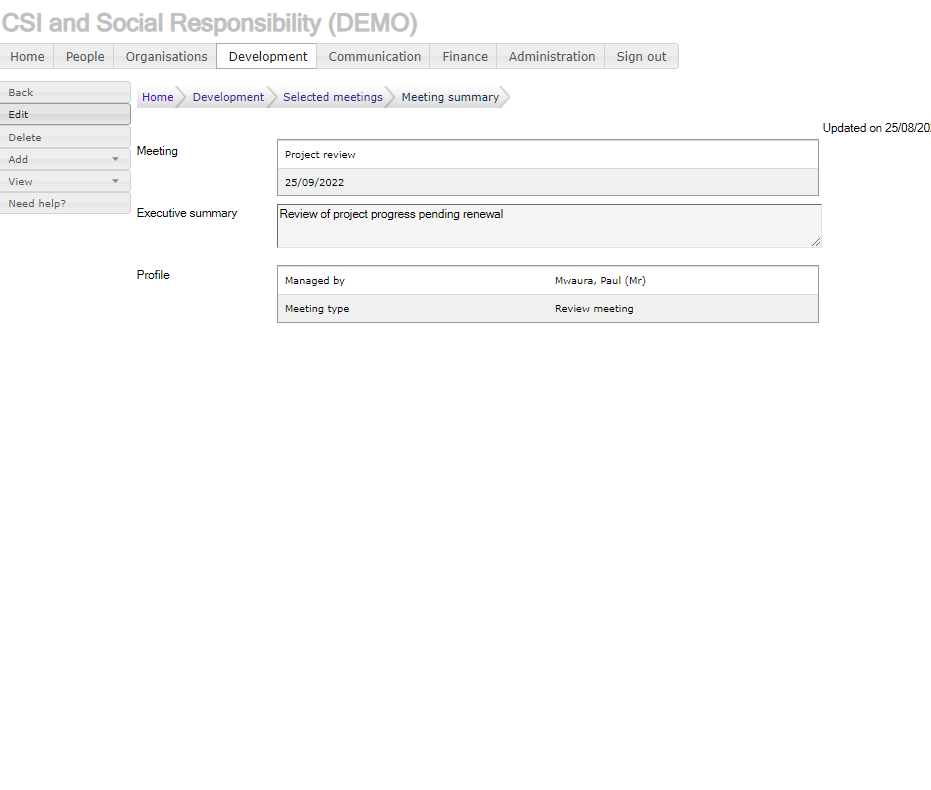 CSI and Social Responsibility (DEMO)
Home People Organisations Development Communication Finance Administration Sign out
Back
Edit
Delete
Add
View
Need help?
Home Development Selected meetings Meeting summary
Updated on 25/08/20
Meeting
Project review
25/09/2022
Executive summary
Review of project progress pending renewal
Profile
Managed by Mwaura, Paul (Mr)
Meeting type Review meeting